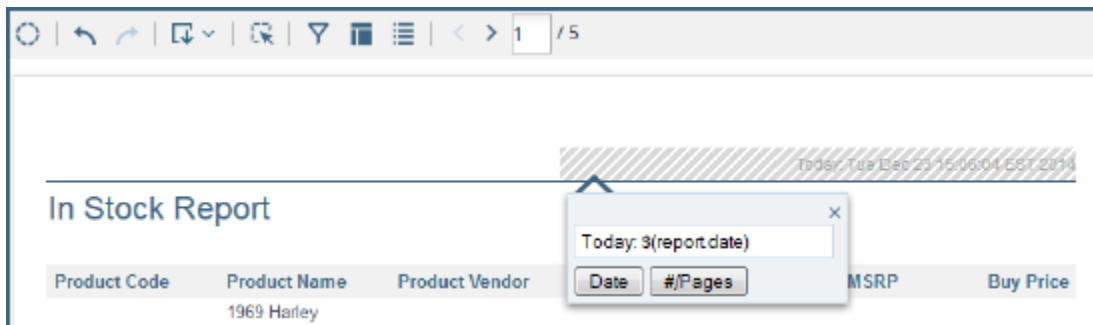 1 / 5
Today: Tue Dec 23 15:06:04 EST 2014
In Stock Report
Today: $(report.date)
Date #/Pages
Product Code Product Name Product Vendor MSRP Buy Price
1969 Harley